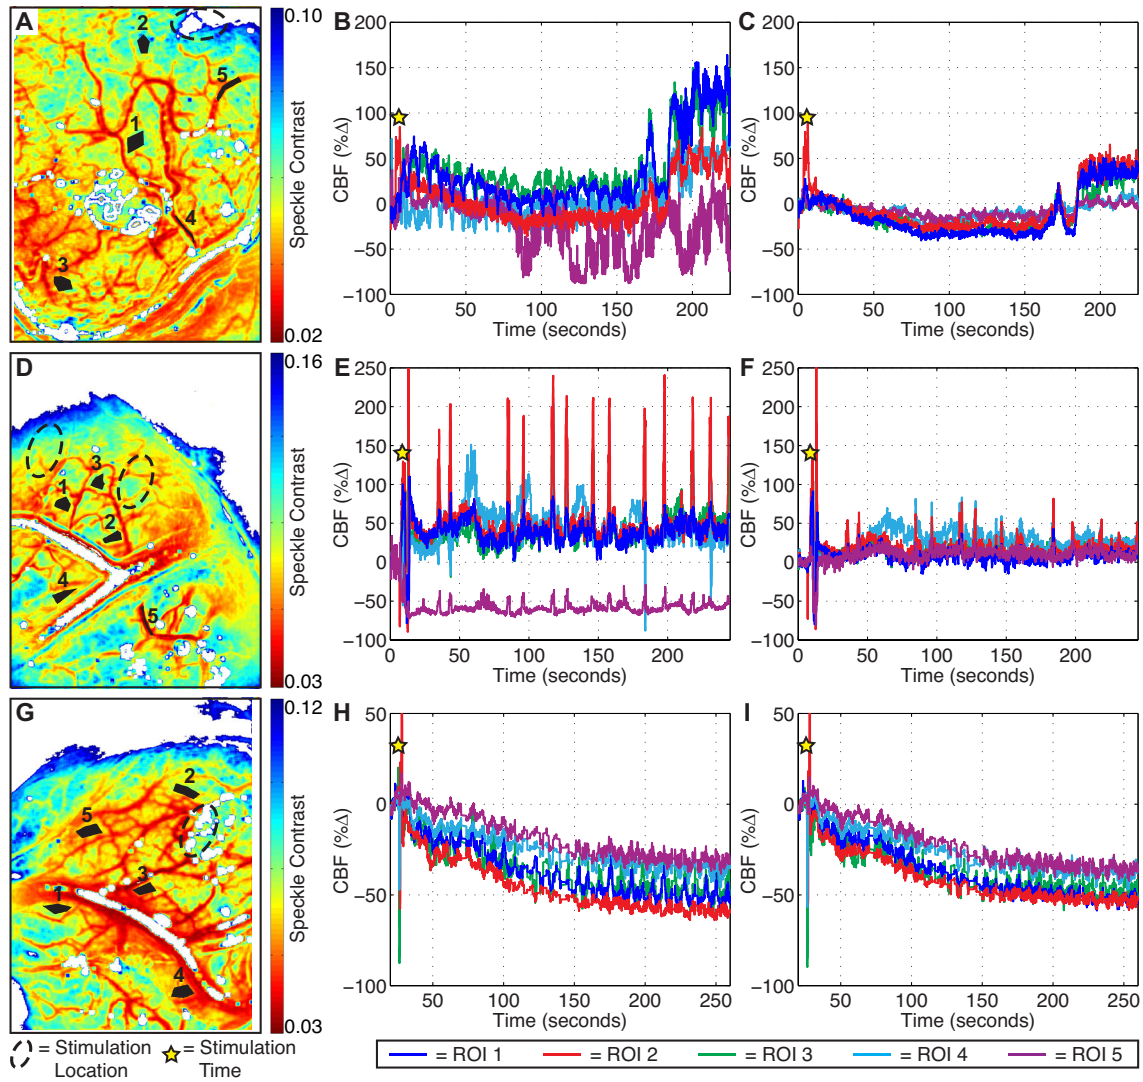 A
2
5
1
4
3
0.10
Speckle Contrast
0.02
B
200
150
100
50
0
−50
−100
CBF (%Δ)
0
50
100
150
200
Time (seconds)
C
200
150
100
50
0
−50
−100
CBF (%Δ)
0
50
100
150
200
Time (seconds)
D
3
1
2
4
5
0.16
Speckle Contrast
0.03
E
250
200
150
100
50
0
−50
−100
CBF (%Δ)
0
50
100
150
200
Time (seconds)
F
250
200
150
100
50
0
−50
−100
CBF (%Δ)
0
50
100
150
200
Time (seconds)
G
2
5
3
1
4
0.12
Speckle Contrast
0.03
H
50
0
−50
−100
CBF (%Δ)
50
100
150
200
250
Time (seconds)
I
50
0
−50
−100
CBF (%Δ)
50
100
150
200
250
Time (seconds)
= Stimulation
Location
= Stimulation
Time
= ROI 1
= ROI 2
= ROI 3
= ROI 4
= ROI 5